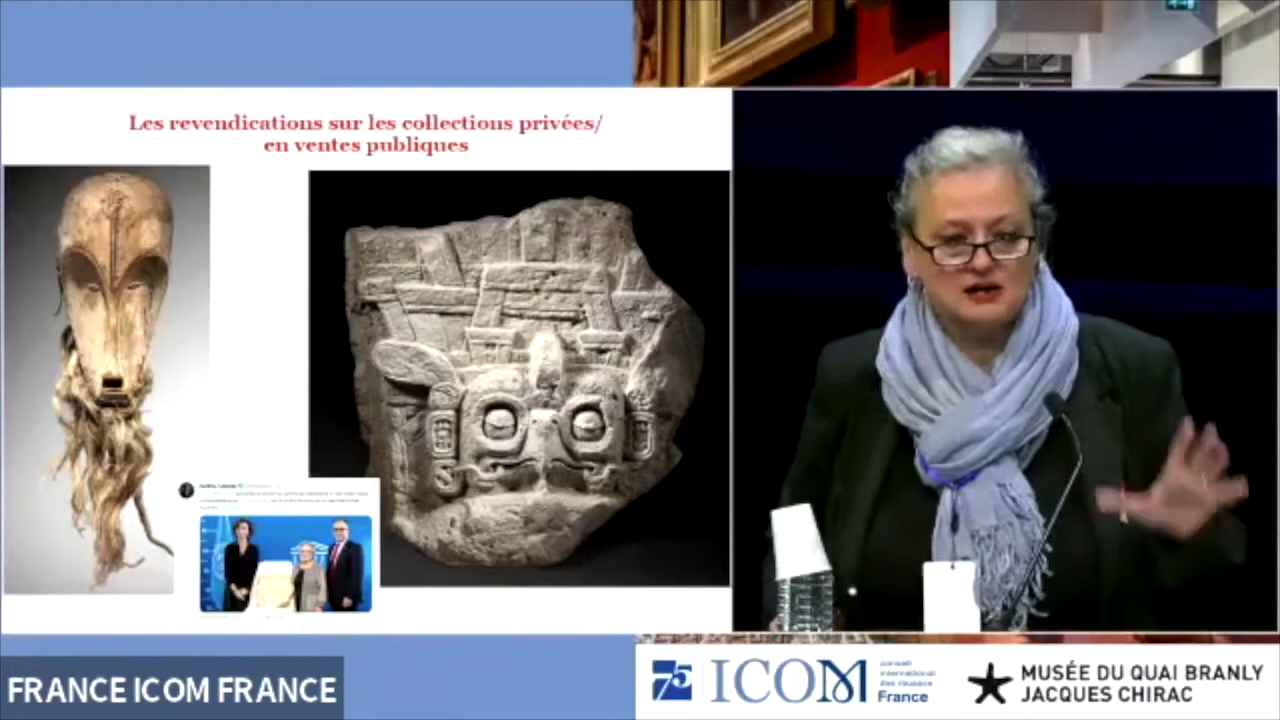 Les revendications sur les collections privées/
en ventes publiques
FRANCE ICOM FRANCE
75
ICOM
conseil
international
des musées
France
MUSÉE DU QUAI BRANLY
JACQUES CHIRAC